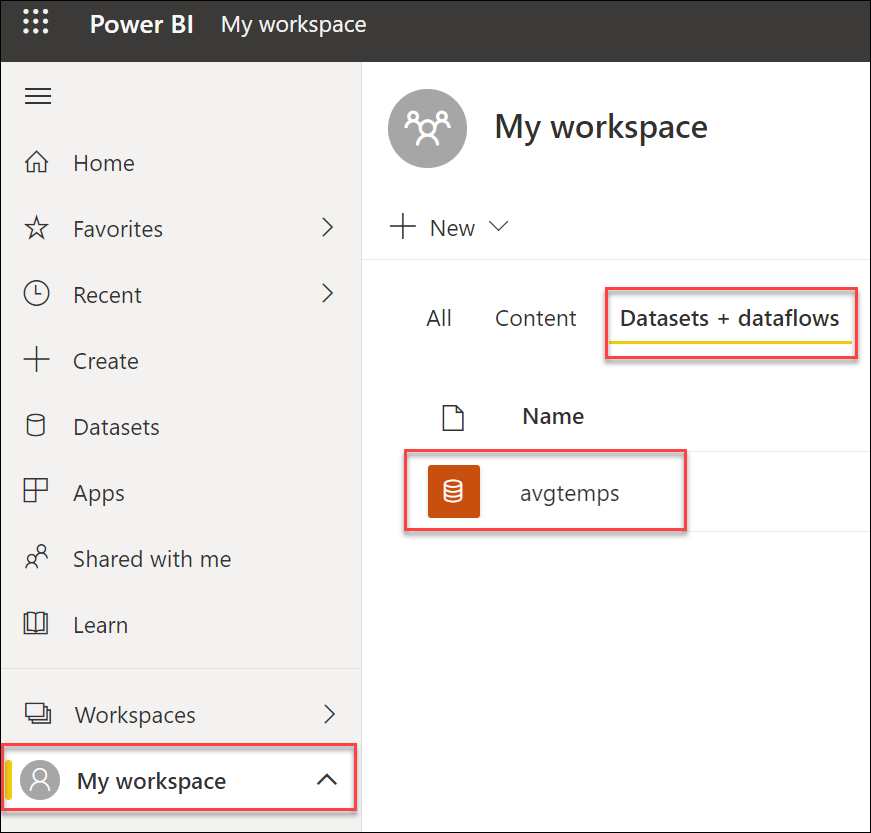 Power BI My workspace
Home
Favorites
Recent
Create
Datasets
Apps
Shared with me
Learn
Workspaces
My workspace
My workspace
New
All Content Datasets + dataflows
Name
avgtemps